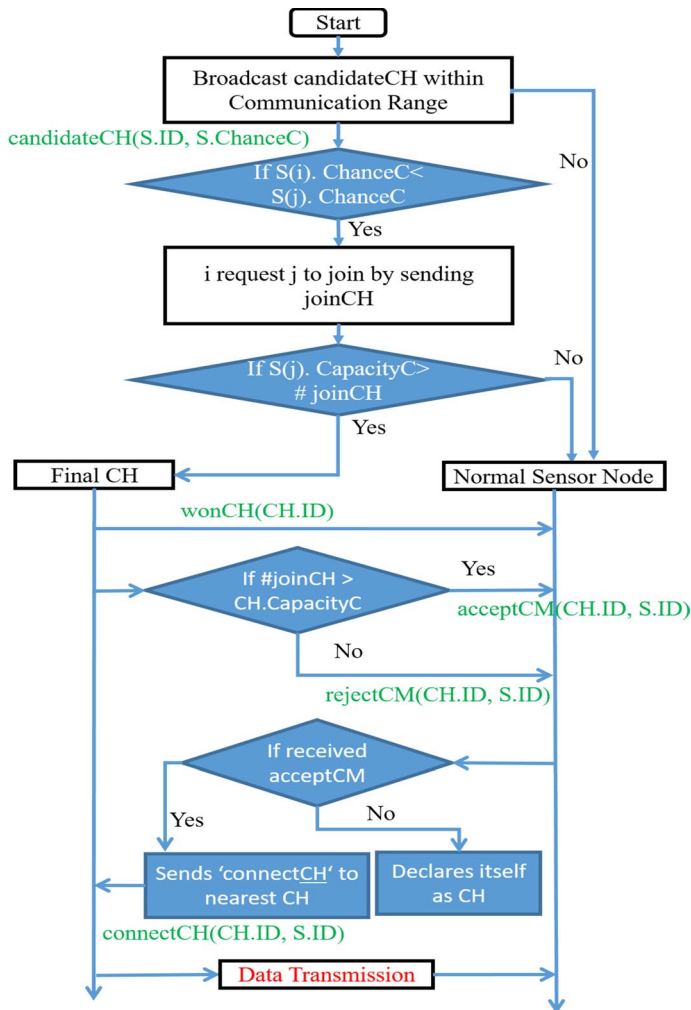 Start
Broadcast candidateCH within
Communication Range
candidateCH(S.ID, S.ChanceC)
No
If S(i). ChanceC<
S(j). ChanceC
Yes
i request j to join by sending
joinCH
No
If S(j). CapacityC>
# joinCH
Yes
Final CH
Normal Sensor Node
wonCH(CH.ID)
If #joinCH >
CH.CapacityC
Yes
acceptCM(CH.ID, S.ID)
No
rejectCM(CH.ID, S.ID)
If received
acceptCM
Yes
No
Sends ‘connectCH‘ to
nearest CH
Declares itself
as CH
connectCH(CH.ID, S.ID)
Data Transmission